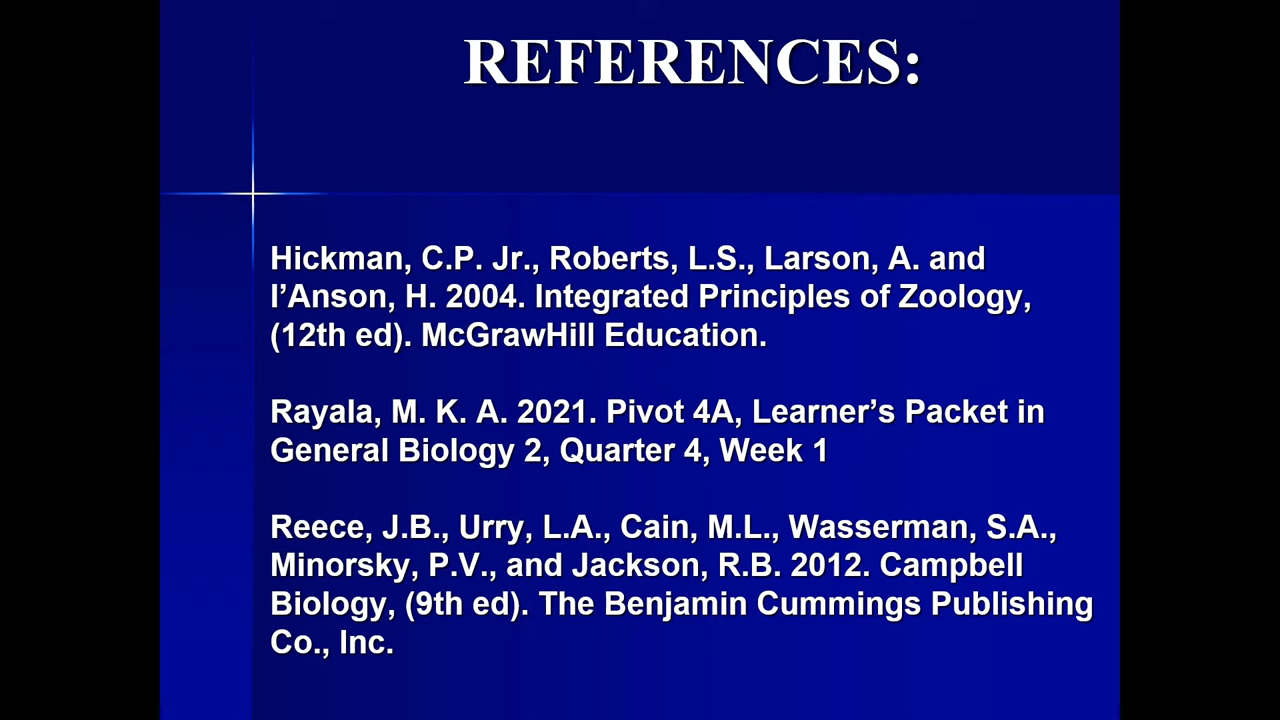 REFERENCES:
Hickman, C.P. Jr., Roberts, L.S., Larson, A. and
I’Anson, H. 2004. Integrated Principles of Zoology,
(12th ed). McGrawHill Education.
Rayala, M. K. A. 2021. Pivot 4A, Learner’s Packet in
General Biology 2, Quarter 4, Week 1
Reece, J.B., Urry, L.A., Cain, M.L., Wasserman, S.A.,
Minorsky, P.V., and Jackson, R.B. 2012. Campbell
Biology, (9th ed). The Benjamin Cummings Publishing
Co., Inc.